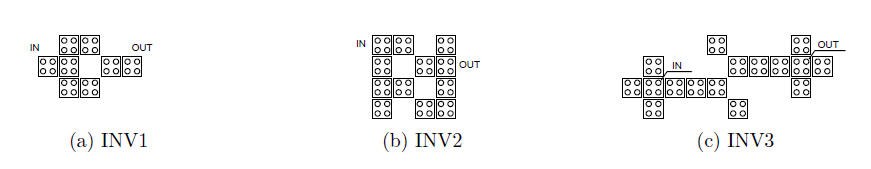 IN OUT
IN
OUT
IN
OUT
(a) INV1
(b) INV2
(c) INV3